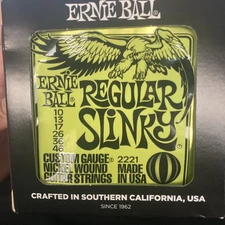 ERNIE BALL
ERNIE
BALL
REGULAR
SLINKY
10
13
17
26
36
46
CUSTOM GAUGE® 2221
NICKEL WOUND MADE
GUITAR STRINGS IN USA
CRAFTED IN SOUTHERN CALIFORNIA, USA
SINCE 1962